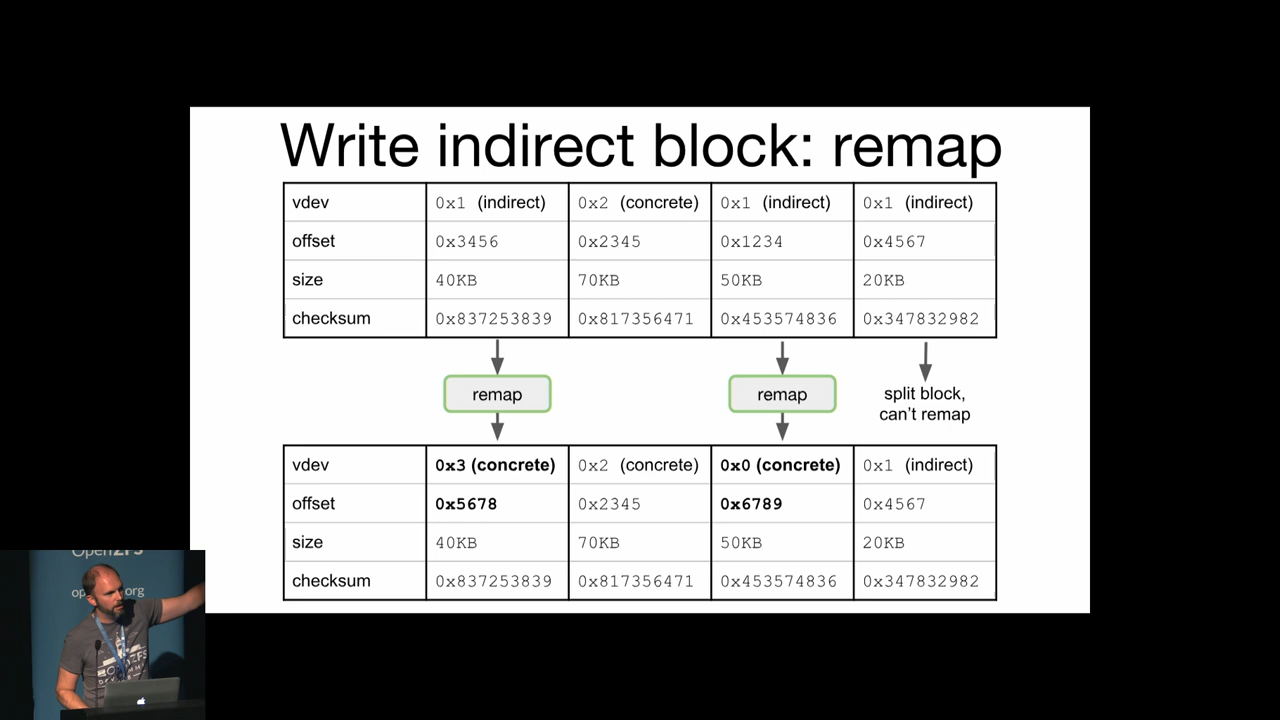 Write indirect block: remap
vdev 0x1 (indirect) 0x2 (concrete) 0x1 (indirect) 0x1 (indirect)
offset 0x3456 0x2345 0x1234 0x4567
size 40KB 70KB 50KB 20KB
checksum 0x837253839 0x817356471 0x453574836 0x347832982
remap remap split block,
can't remap
vdev 0x3 (concrete) 0x2 (concrete) 0x0 (concrete) 0x1 (indirect)
offset 0x5678 0x2345 0x6789 0x4567
size 40KB 70KB 50KB 20KB
checksum 0x837253839 0x817356471 0x453574836 0x347832982
OpenZFS